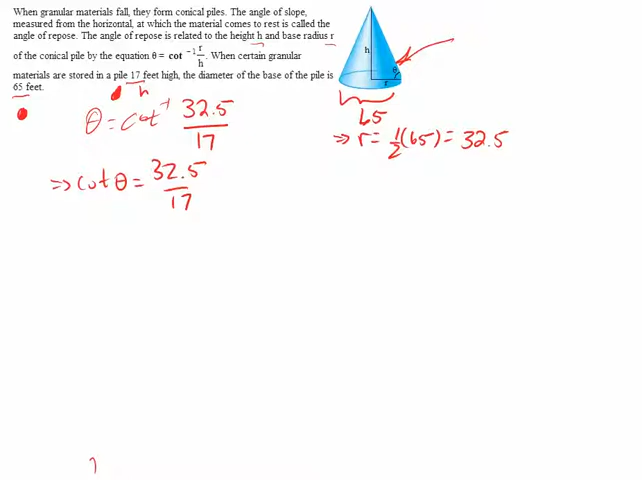 When granular materials fall, they form conical piles. The angle of slope,
measured from the horizontal, at which the material comes to rest is called the
angle of repose. The angle of repose is related to the height h and base radius r
of the conical pile by the equation θ = cot ⁻¹ r/h. When certain granular
materials are stored in a pile 17 feet high, the diameter of the base of the pile is
65 feet.
h
θ
r
h
65
θ = cot⁻¹ 32.5/17
⇒ r = 1/2(65) = 32.5
⇒ cot θ = 32.5/17